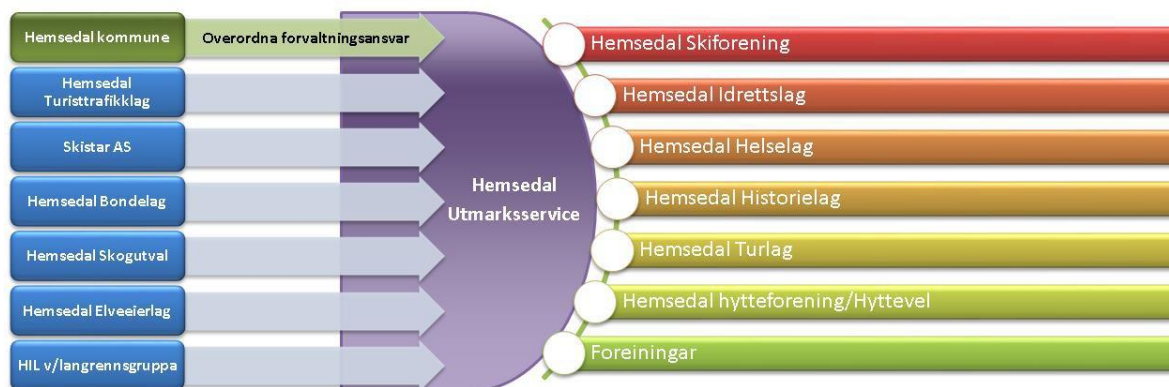 Hemsedal kommune
Overordna forvaltningsansvar
Hemsedal
Turisttrafikklag
Skistar AS
Hemsedal Bondelag
Hemsedal Skogutval
Hemsedal Elveeierlag
HIL v/langrennsgruppa
Hemsedal
Utmarksservice
Hemsedal Skiforening
Hemsedal Idrettslag
Hemsedal Helselag
Hemsedal Historielag
Hemsedal Turlag
Hemsedal hytteforening/Hyttevel
Foreiningar